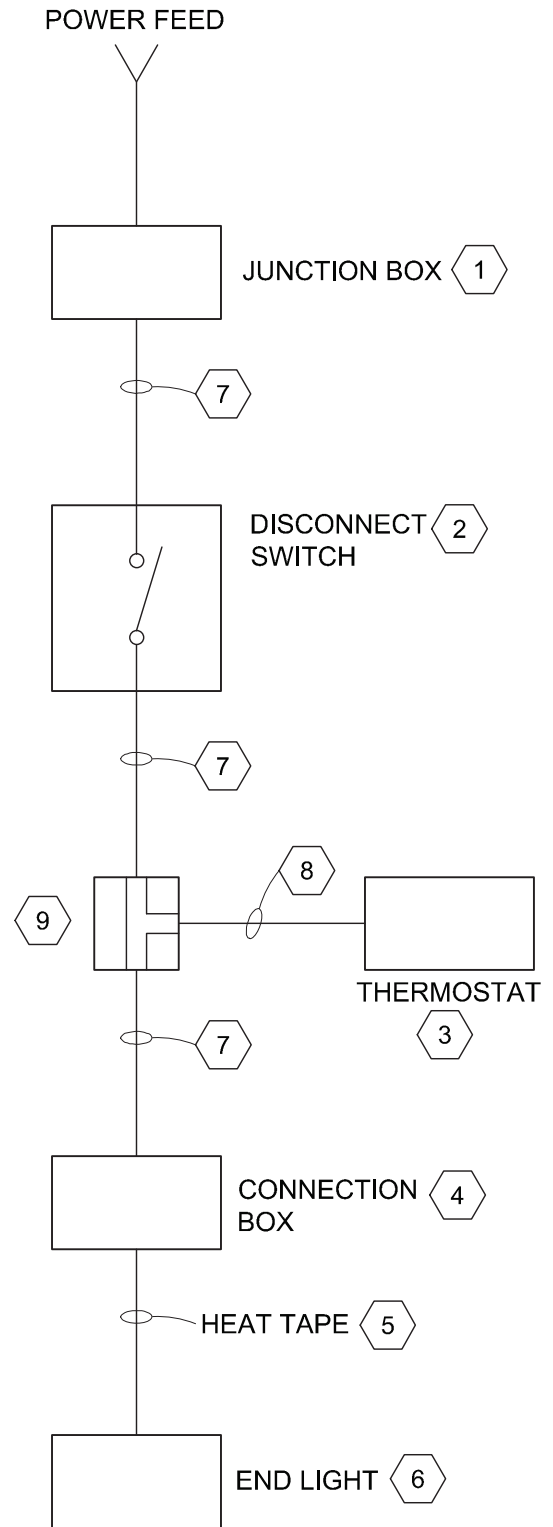 POWER FEED
JUNCTION BOX 1
7
DISCONNECT 2
SWITCH
7
8
9
THERMOSTAT
3
7
CONNECTION 4
BOX
HEAT TAPE 5
END LIGHT 6